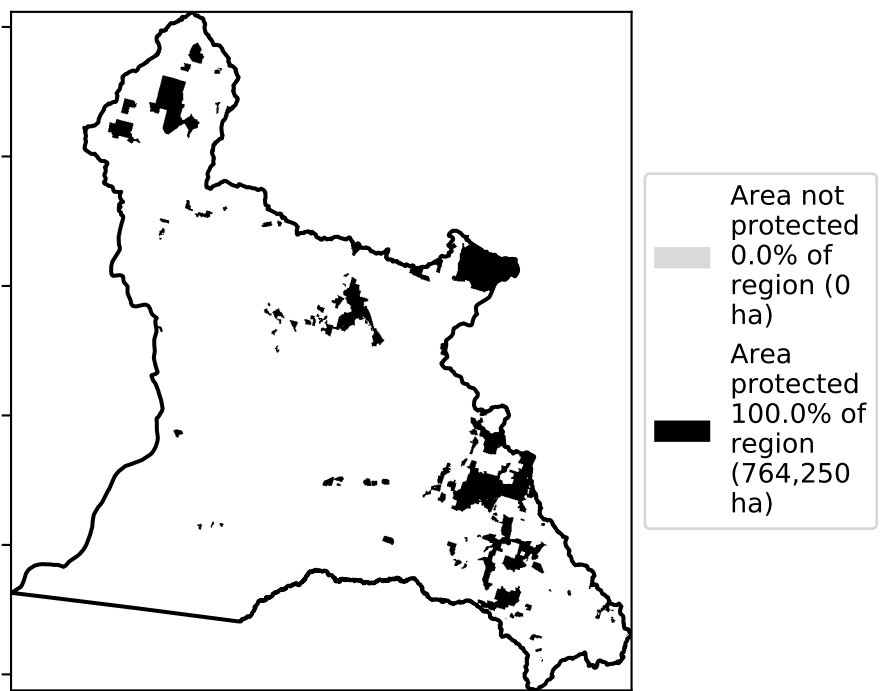 Area not
protected
0.0% of
region (0
ha)
Area
protected
100.0% of
region
(764,250
ha)